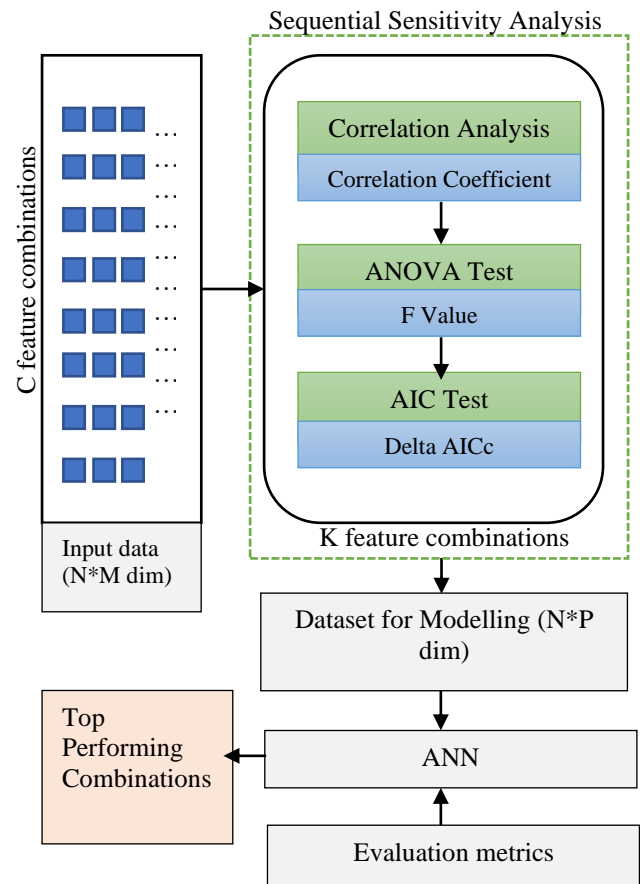 Sequential Sensitivity Analysis
C feature combinations
…
…
…
…
…
…
…
…
…
Input data
(N*M dim)
Correlation Analysis
Correlation Coefficient
ANOVA Test
F Value
AIC Test
Delta AICc
K feature combinations
Dataset for Modelling (N*P
dim)
Top
Performing
Combinations
ANN
Evaluation metrics